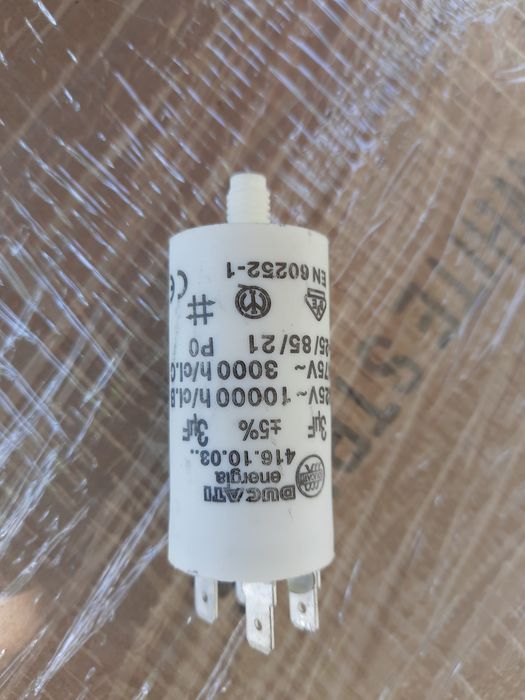 DUCATI
energia
416.10.03..
3µF ±5% 3µF
25V~ 10000 h/cl.B
75V~ 3000 h/cl.C
25/85/21 P0
EN 60252-1
CE